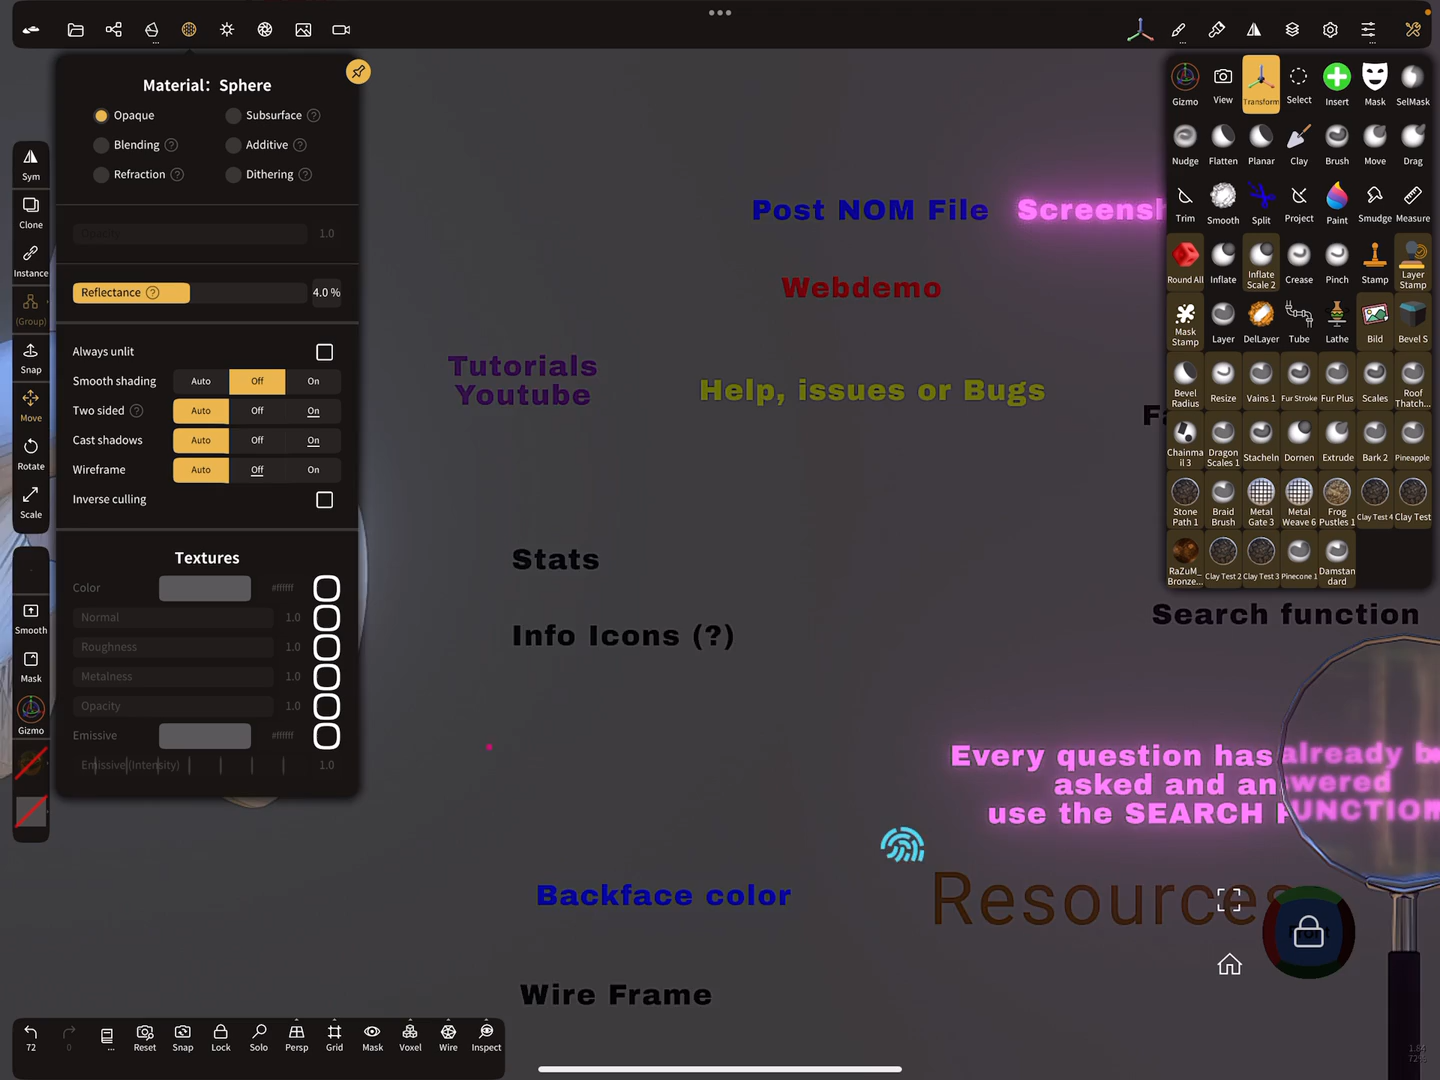 Material: Sphere
Opaque
Subsurface ?
Blending ?
Additive ?
Refraction ?
Dithering ?
Opacity 1.0
Reflectance ? 4.0 %
Always unlit
Smooth shading Auto Off On
Two sided ? Auto Off On
Cast shadows Auto Off On
Wireframe Auto Off On
Inverse culling
Textures
Color #ffffff
Normal 1.0
Roughness 1.0
Metalness 1.0
Opacity 1.0
Emissive #ffffff
Emissive (Intensity) 1.0
Sym
Clone
Instance
(Group)
Snap
Move
Rotate
Scale
Smooth
Mask
Gizmo
Post NOM File
Screensh
Webdemo
Tutorials
Youtube
Help, issues or Bugs
Fa
Stats
Info Icons (?)
Search function
Every question has already be
asked and answered
use the SEARCH FUNCTION
Backface color
Resources
Wire Frame
Gizmo View Transform Select Insert Mask SelMask
Nudge Flatten Planar Clay Brush Move Drag
Trim Smooth Split Project Paint Smudge Measure
Round All Inflate Inflate Scale 2 Crease Pinch Stamp Layer Stamp
Mask Stamp Layer DelLayer Tube Lathe Bild Bevel S
Bevel Radius Resize Vains 1 Fur Stroke Fur Plus Scales Roof Thatch...
Chainmail 3 Dragon Scales 1 Stacheln Dornen Extrude Bark 2 Pineapple
Stone Path 1 Braid Brush Metal Gate 3 Metal Weave 6 Frog Pustles 1 Clay Test 4 Clay Test
RaZuM_Bronze... Clay Test 2 Clay Test 3 Pinecone 1 Damstandard
72 0 ... Reset Snap Lock Solo Persp Grid Mask Voxel Wire Inspect